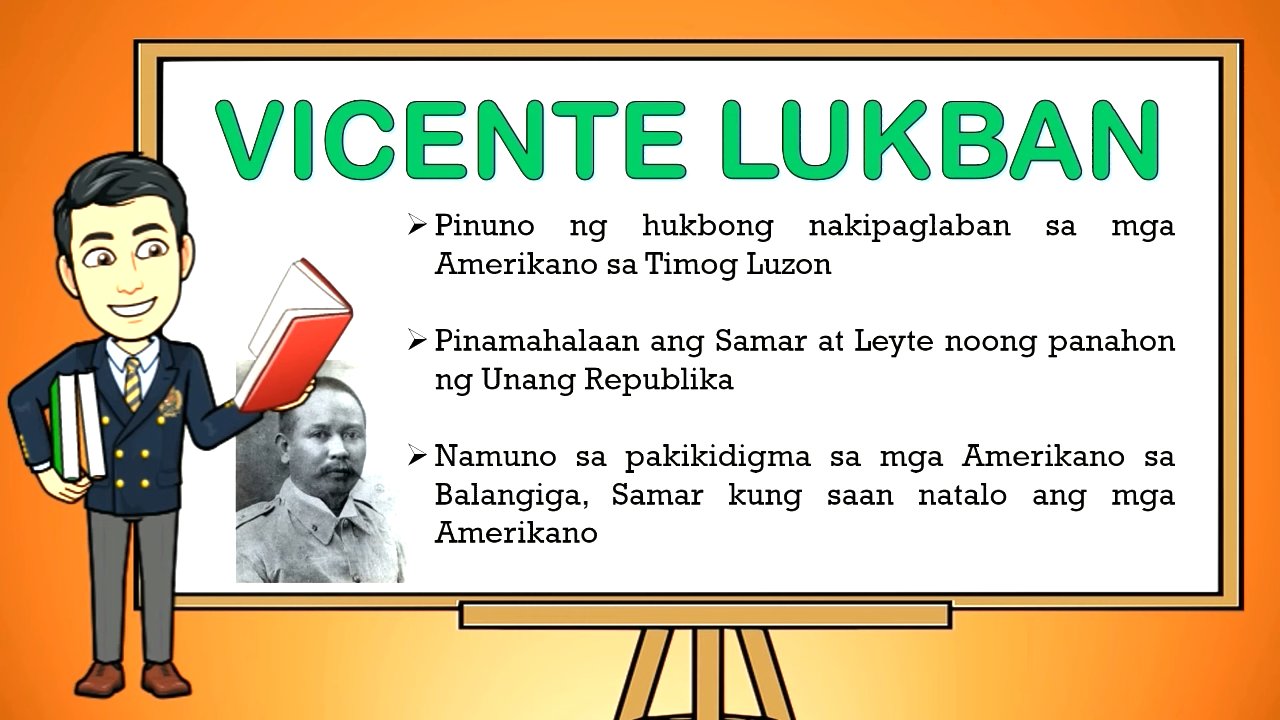 VICENTE LUKBAN
➢ Pinuno ng hukbong nakipaglaban sa mga
Amerikano sa Timog Luzon
➢ Pinamahalaan ang Samar at Leyte noong panahon
ng Unang Republika
➢ Namuno sa pakikidigma sa mga Amerikano sa
Balangiga, Samar kung saan natalo ang mga
Amerikano